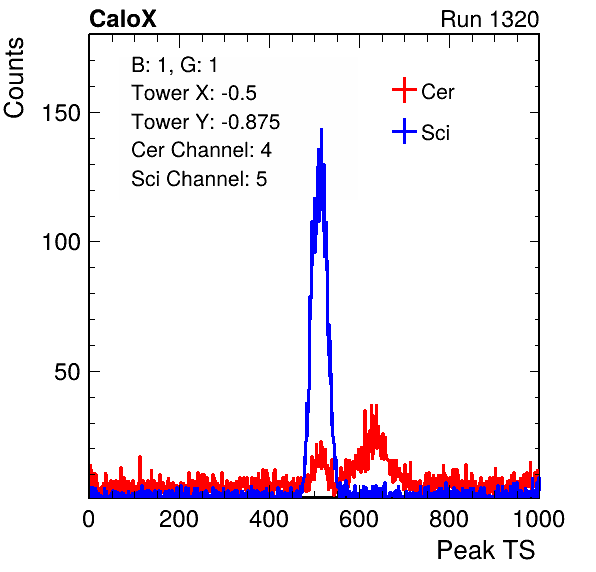 CaloX Run 1320
Counts
B: 1, G: 1
Tower X: -0.5
Tower Y: -0.875
Cer Channel: 4
Sci Channel: 5
Cer
Sci
150
100
50
0 200 400 600 800 1000
Peak TS